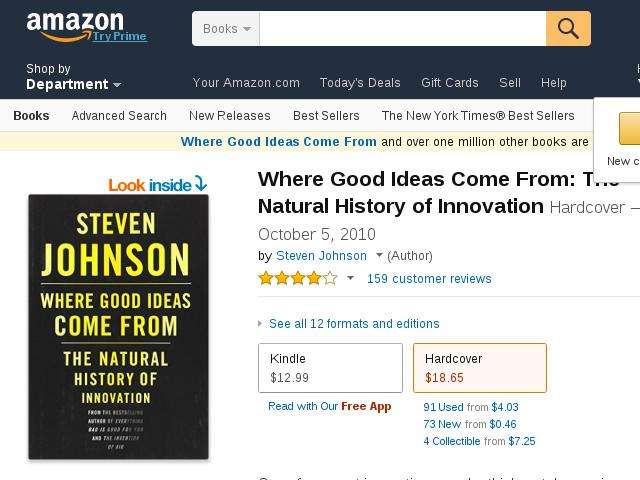 amazon
Try Prime
Books
Shop by
Department
Your Amazon.com Today's Deals Gift Cards Sell Help
Books Advanced Search New Releases Best Sellers The New York Times® Best Sellers
Where Good Ideas Come From and over one million other books are
New c
Look inside
Where Good Ideas Come From: The
Natural History of Innovation Hardcover –
October 5, 2010
by Steven Johnson (Author)
159 customer reviews
See all 12 formats and editions
Kindle
$12.99
Hardcover
$18.65
Read with Our Free App
91 Used from $4.03
73 New from $0.46
4 Collectible from $7.25
STEVEN
JOHNSON
WHERE GOOD IDEAS
COME FROM
THE NATURAL
HISTORY OF
INNOVATION
FROM THE BESTSELLING
AUTHOR OF EVERYTHING
BAD IS GOOD FOR YOU
AND THE INVENTION
OF AIR